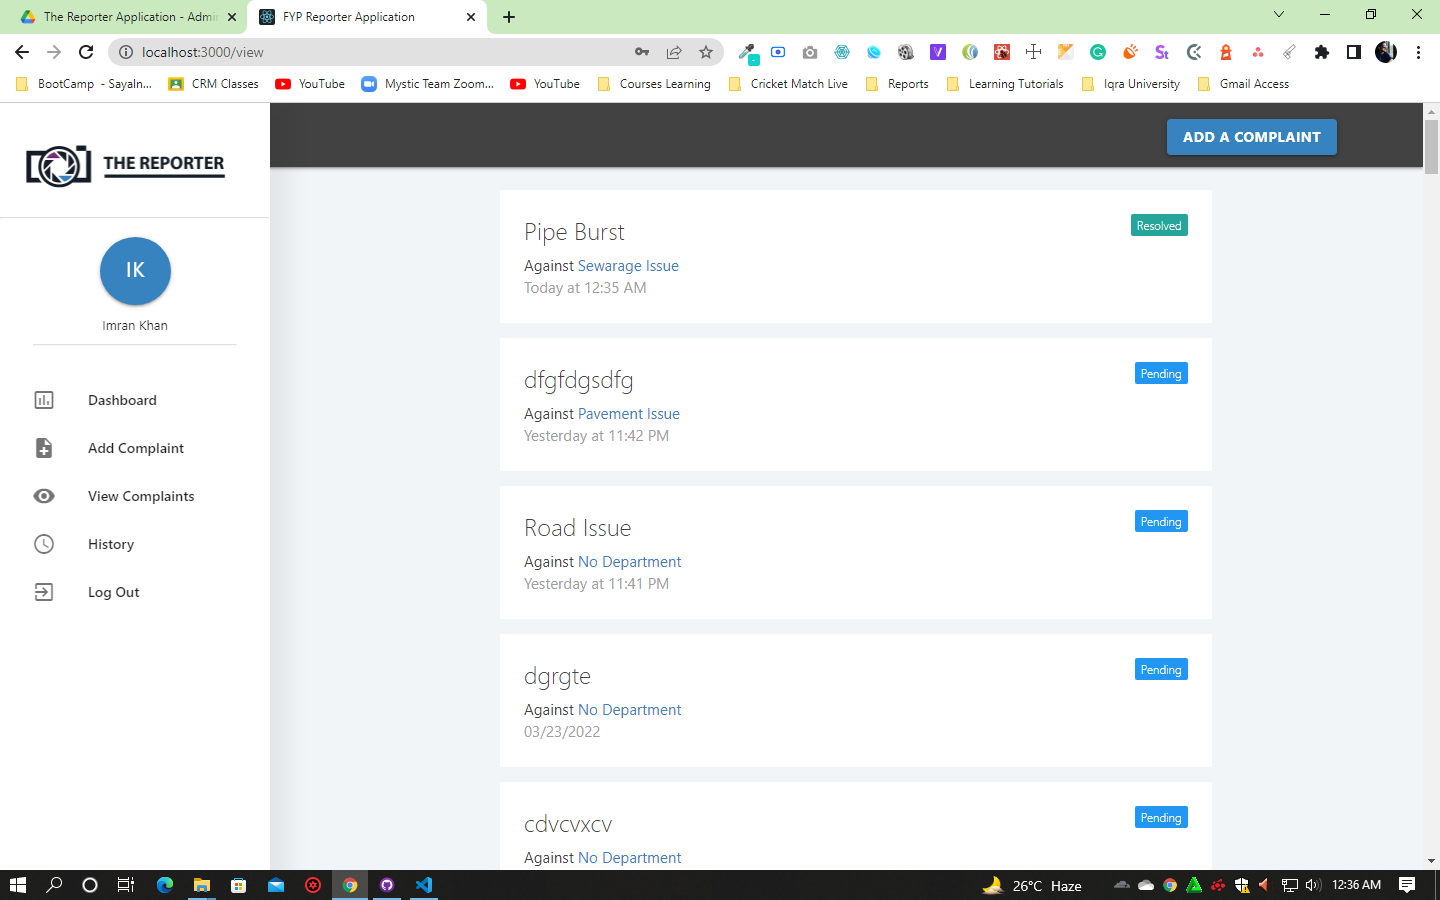 The Reporter Application - Admi
FYP Reporter Application
localhost:3000/view
BootCamp - SayaIn...
CRM Classes
YouTube
Mystic Team Zoom...
YouTube
Courses Learning
Cricket Match Live
Reports
Learning Tutorials
Iqra University
Gmail Access
THE REPORTER
ADD A COMPLAINT
IK
Imran Khan
Dashboard
Add Complaint
View Complaints
History
Log Out
Pipe Burst
Resolved
Against Sewarage Issue
Today at 12:35 AM
dfgfdgsdfg
Pending
Against Pavement Issue
Yesterday at 11:42 PM
Road Issue
Pending
Against No Department
Yesterday at 11:41 PM
dgrgte
Pending
Against No Department
03/23/2022
cdvcvxcv
Pending
Against No Department
26°C Haze
12:36 AM